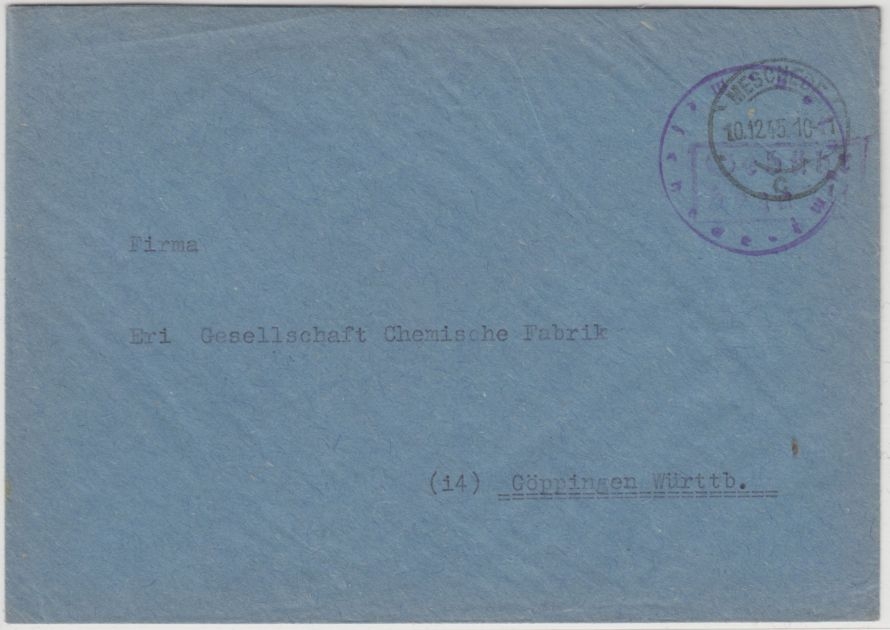 MESCHEDE
10.12.45.10-11
c
Firma
Eri Gesellschaft Chemische Fabrik
(14) Göppingen Württb.